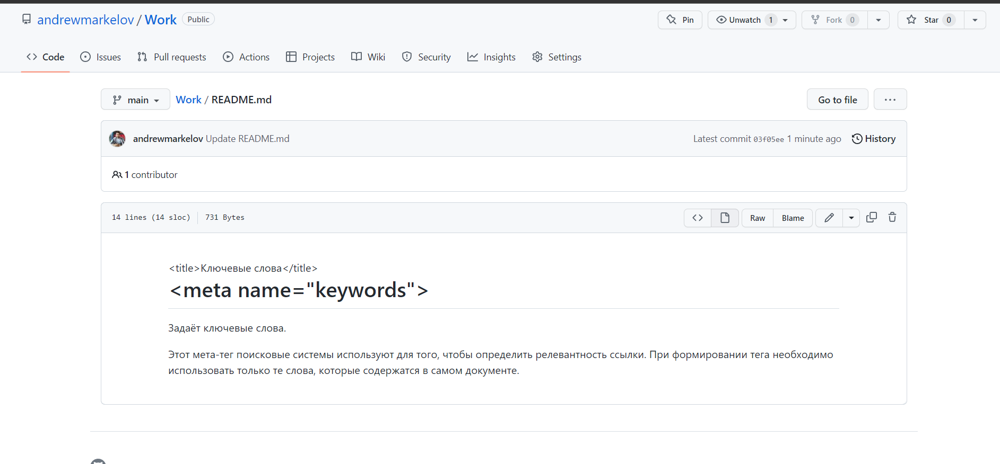 andrewmarkelov / Work Public
Pin Unwatch 1 Fork 0 Star 0
Code Issues Pull requests Actions Projects Wiki Security Insights Settings
main Work / README.md Go to file ...
andrewmarkelov Update README.md Latest commit 03f05ee 1 minute ago History
1 contributor
14 lines (14 sloc) 731 Bytes Raw Blame
<title>Ключевые слова</title>
<meta name="keywords">
Задаёт ключевые слова.
Этот мета-тег поисковые системы используют для того, чтобы определить релевантность ссылки. При формировании тега необходимо
использовать только те слова, которые содержатся в самом документе.